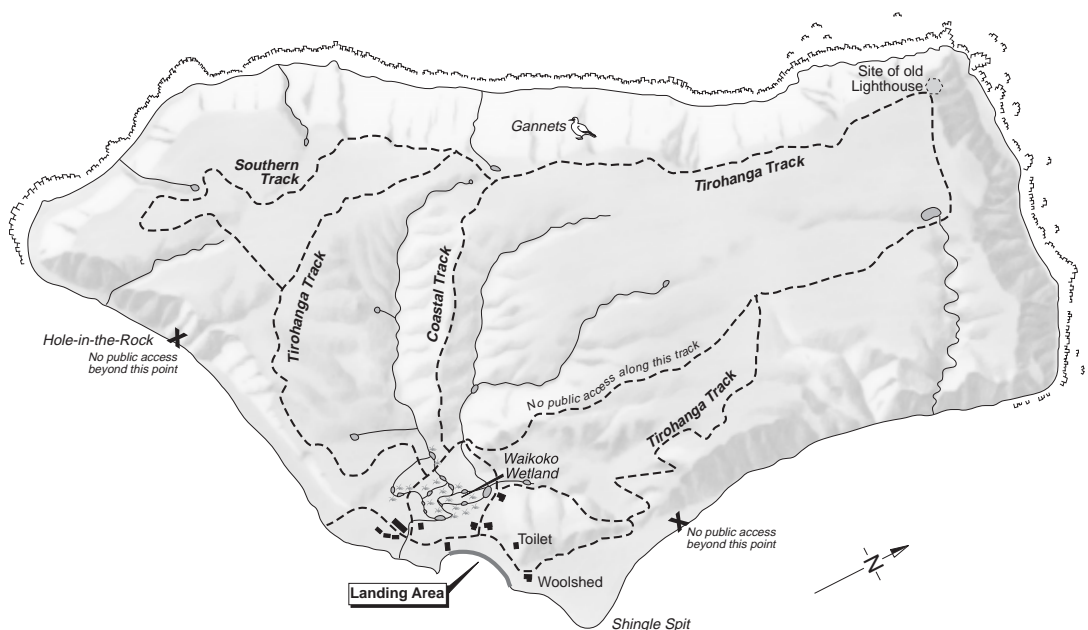 Site of old
Lighthouse
Gannets
Southern
Track
Tirohanga Track
Tirohanga Track
Coastal Track
Hole-in-the-Rock
No public access
beyond this point
No public access along this track
Tirohanga Track
Waikoko
Wetland
No public access
beyond this point
Toilet
Woolshed
Landing Area
Shingle Spit
N